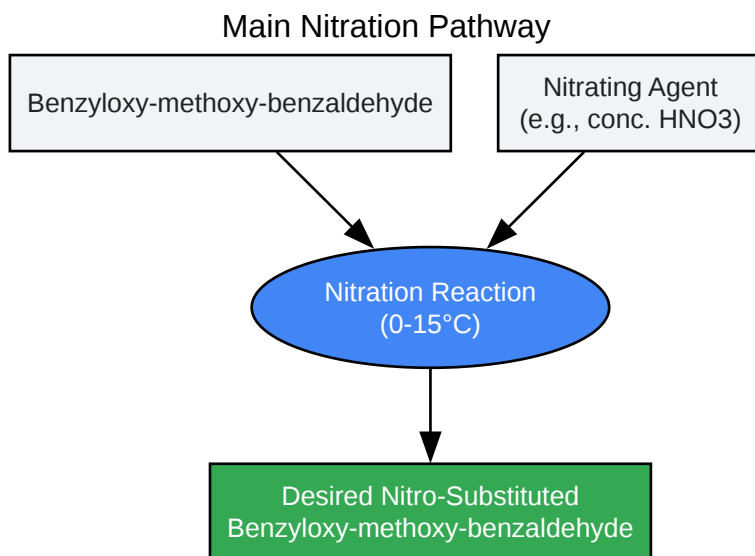 Main Nitration Pathway
Benzyloxy-methoxy-benzaldehyde
Nitrating Agent
(e.g., conc. HNO3)
Nitration Reaction
(0-15°C)
Desired Nitro-Substituted
Benzyloxy-methoxy-benzaldehyde